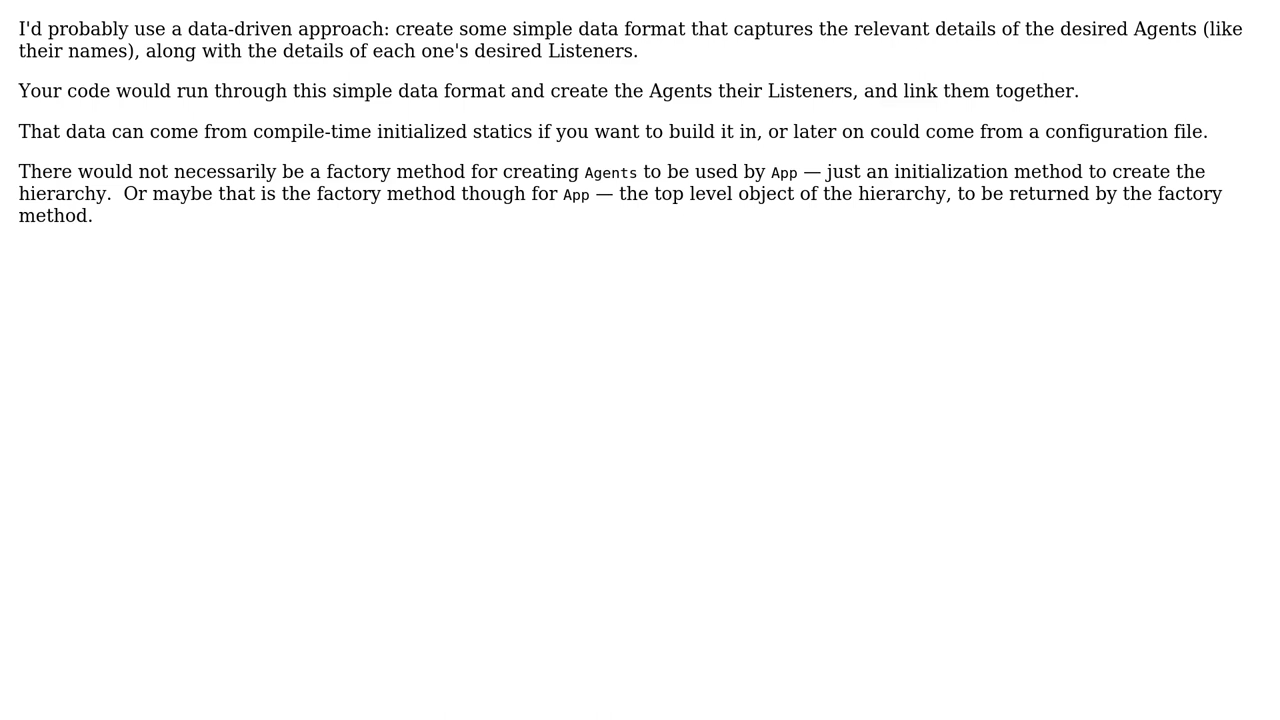 I'd probably use a data-driven approach: create some simple data format that captures the relevant details of the desired Agents (like
their names), along with the details of each one's desired Listeners.
Your code would run through this simple data format and create the Agents their Listeners, and link them together.
That data can come from compile-time initialized statics if you want to build it in, or later on could come from a configuration file.
There would not necessarily be a factory method for creating Agents to be used by App — just an initialization method to create the
hierarchy.  Or maybe that is the factory method though for App — the top level object of the hierarchy, to be returned by the factory
method.